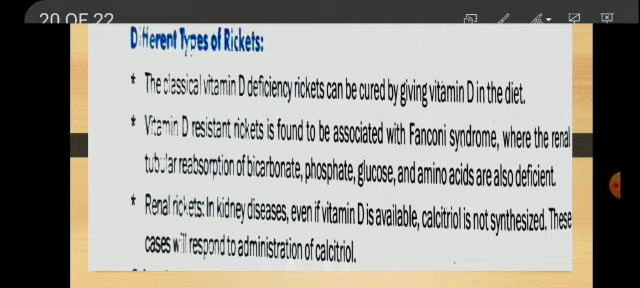 20 OF 22
Different Types of Rickets:
* The classical vitamin D deficiency rickets can be cured by giving vitamin D in the diet.
* Vitamin D resistant rickets is found to be associated with Fanconi syndrome, where the renal
tubular reabsorption of bicarbonate, phosphate, glucose, and amino acids are also deficient.
* Renal rickets: In kidney diseases, even if vitamin D is available, calcitriol is not synthesized. These
cases will respond to administration of calcitriol.